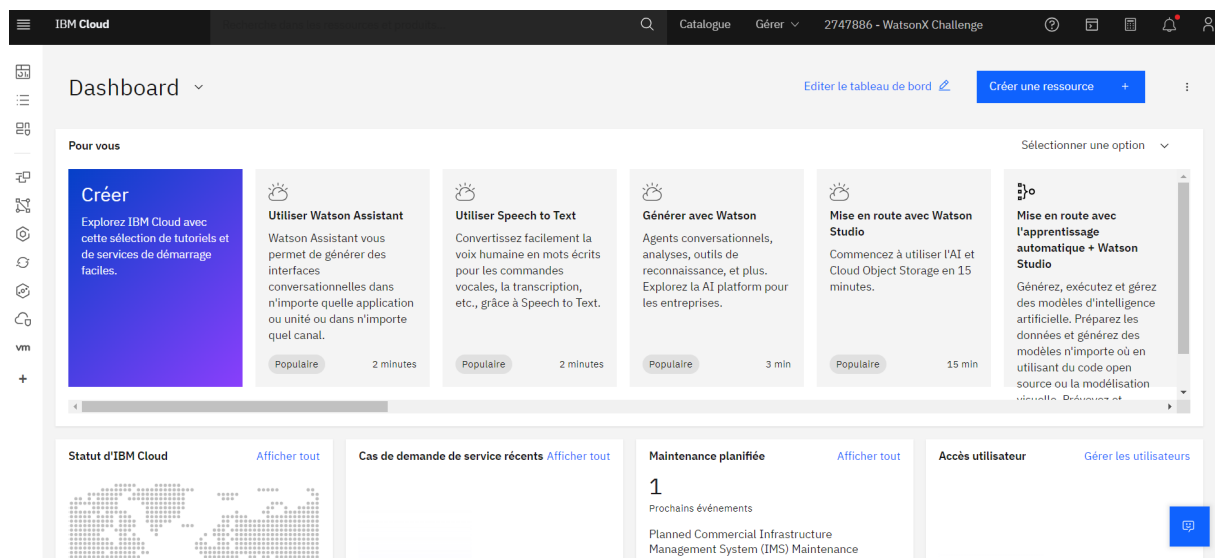 IBM Cloud
Catalogue
Gérer
2747886 - WatsonX Challenge
Dashboard
Editer le tableau de bord
Créer une ressource +
Pour vous
Sélectionner une option
Créer
Explorez IBM Cloud avec
cette sélection de tutoriels et
de services de démarrage
faciles.
Utiliser Watson Assistant
Watson Assistant vous
permet de générer des
interfaces
conversationnelles dans
n'importe quelle application
ou unité ou dans n'importe
quel canal.
Populaire
2 minutes
Utiliser Speech to Text
Convertissez facilement la
voix humaine en mots écrits
pour les commandes
vocales, la transcription,
etc., grâce à Speech to Text.
Populaire
2 minutes
Générer avec Watson
Agents conversationnels,
analyses, outils de
reconnaissance, et plus.
Explorez la AI platform pour
les entreprises.
Populaire
3 min
Mise en route avec Watson
Studio
Commencez à utiliser l'AI et
Cloud Object Storage en 15
minutes.
Populaire
15 min
Mise en route avec
l'apprentissage
automatique + Watson
Studio
Générez, exécutez et gérez
des modèles d'intelligence
artificielle. Préparez les
données et générez des
modèles n'importe où en
utilisant du code open
source ou la modélisation
vm
Statut d'IBM Cloud
Afficher tout
Cas de demande de service récents
Afficher tout
Maintenance planifiée
Afficher tout
1
Prochains événements
Planned Commercial Infrastructure
Management System (IMS) Maintenance
Accès utilisateur
Gérer les utilisateurs